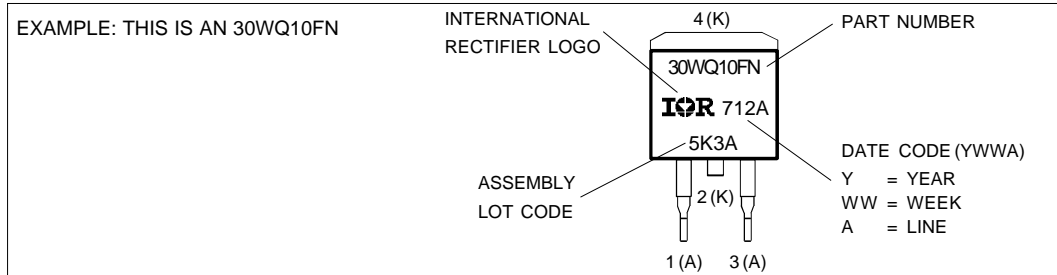 EXAMPLE: THIS IS AN 30WQ10FN
INTERNATIONAL
RECTIFIER LOGO
4 (K)
PART NUMBER
30WQ10FN
IOR 712A
5K3A
ASSEMBLY
LOT CODE
2 (K)
1 (A) 3 (A)
DATE CODE (YWWA)
Y = YEAR
WW = WEEK
A = LINE